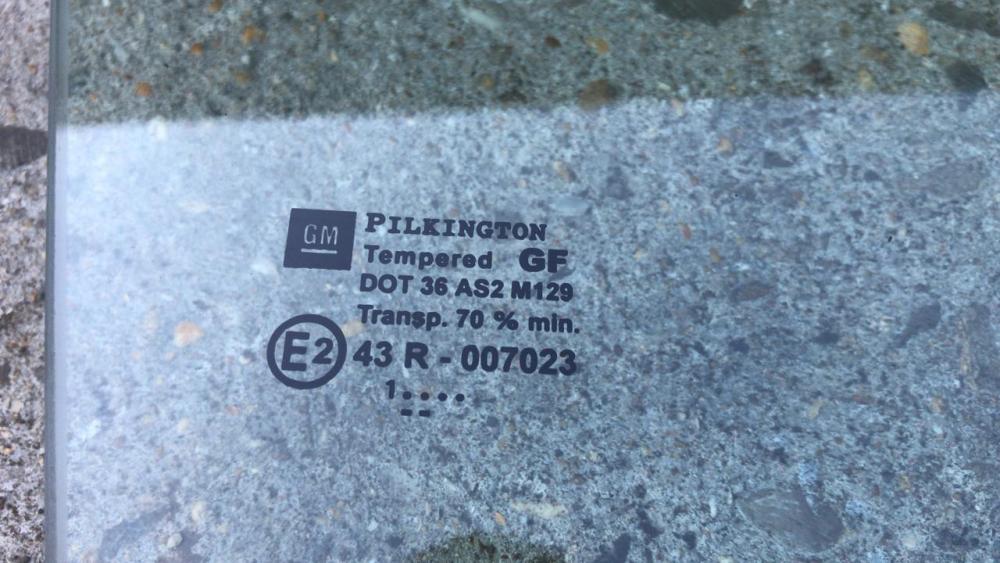 GM
PILKINGTON
Tempered GF
DOT 36 AS2 M129
Transp. 70 % min.
E2 43 R - 007023
1....
--